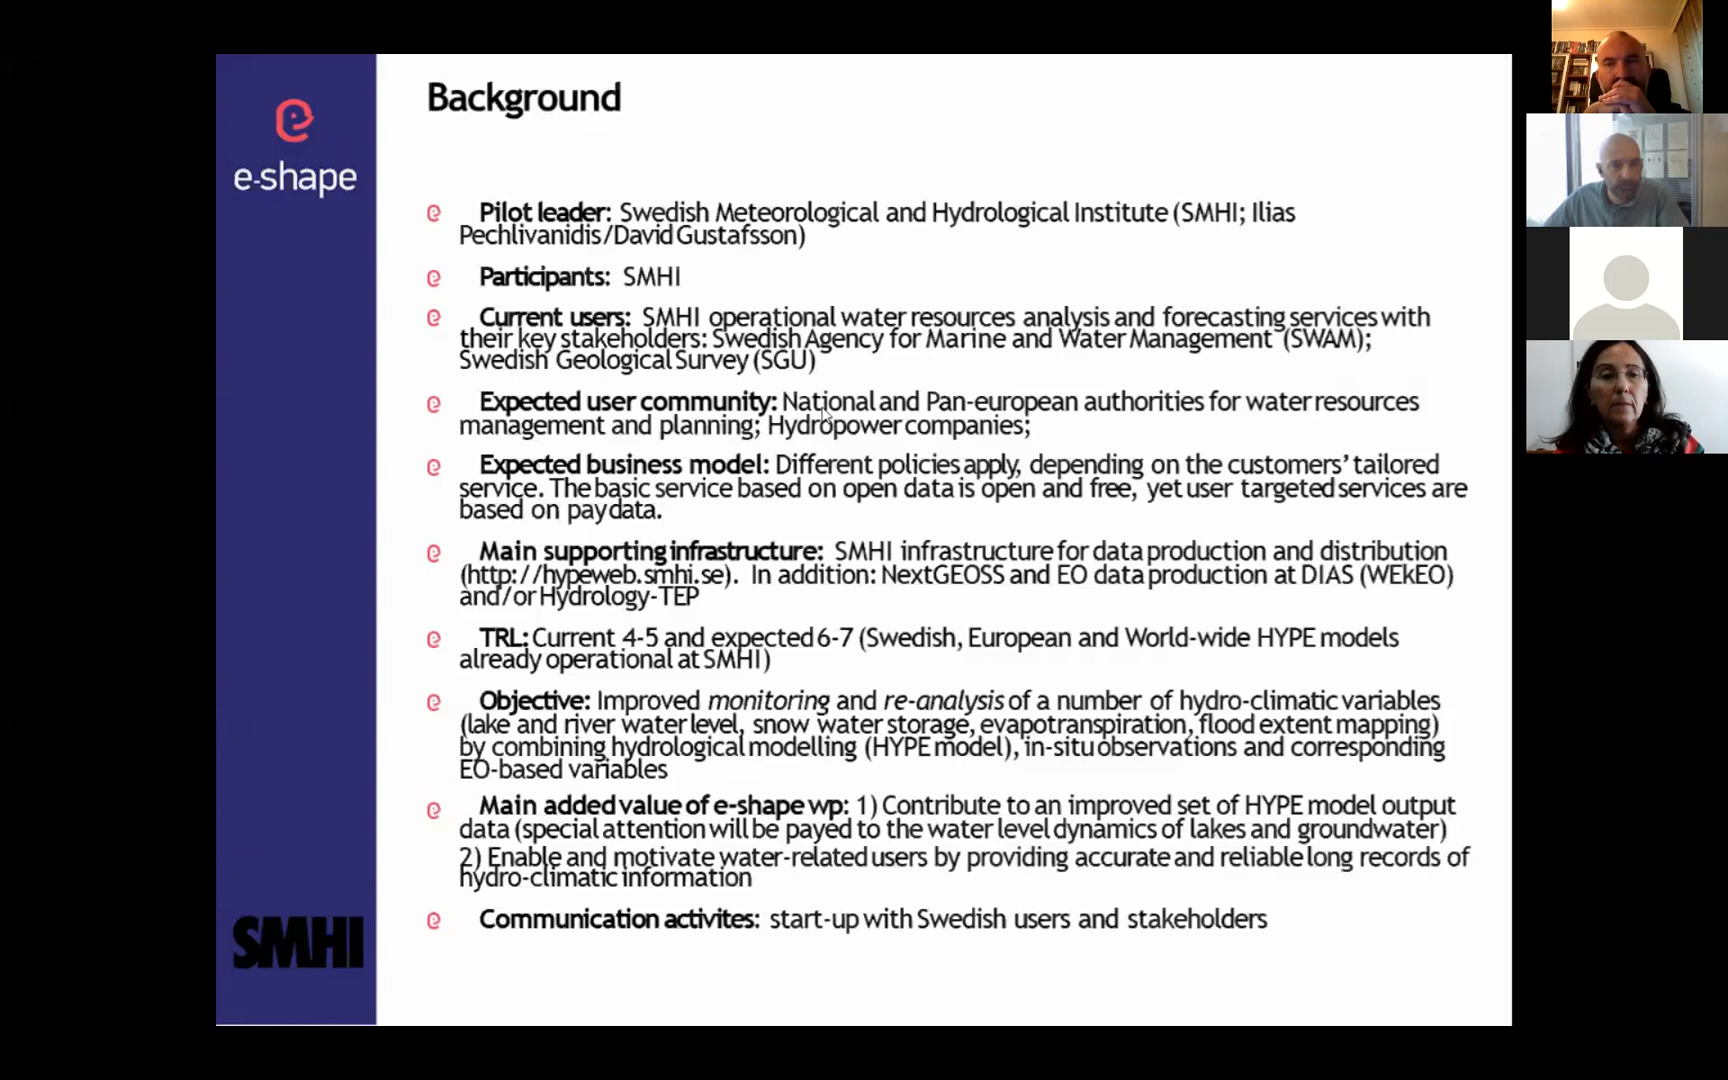 Background
e-shape
Pilot leader: Swedish Meteorological and Hydrological Institute (SMHI; Ilias
Pechlivanidis/David Gustafsson)
Participants: SMHI
Current users: SMHI operational water resources analysis and forecasting services with
their key stakeholders: Swedish Agency for Marine and Water Management (SWAM);
Swedish Geological Survey (SGU)
Expected user community: National and Pan-european authorities for water resources
management and planning; Hydropower companies;
Expected business model: Different policies apply, depending on the customers' tailored
service. The basic service based on open data is open and free, yet user targeted services are
based on pay data.
Main supporting infrastructure: SMHI infrastructure for data production and distribution
(http://hypeweb.smhi.se). In addition: NextGEOSS and EO data production at DIAS (WEkEO)
and/or Hydrology-TEP
TRL: Current 4-5 and expected 6-7 (Swedish, European and World-wide HYPE models
already operational at SMHI)
Objective: Improved monitoring and re-analysis of a number of hydro-climatic variables
(lake and river water level, snow water storage, evapotranspiration, flood extent mapping)
by combining hydrological modelling (HYPE model), in-situ observations and corresponding
EO-based variables
Main added value of e-shape wp: 1) Contribute to an improved set of HYPE model output
data (special attention will be payed to the water level dynamics of lakes and groundwater)
2) Enable and motivate water-related users by providing accurate and reliable long records of
hydro-climatic information
Communication activites: start-up with Swedish users and stakeholders
SMHI